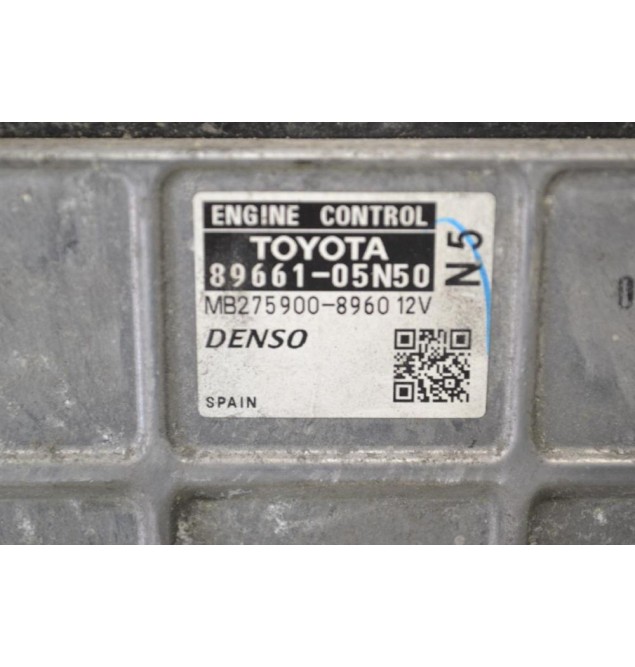 ENGINE CONTROL
TOYOTA
89661-05N50
N5
MB275900-8960 12V
DENSO
SPAIN